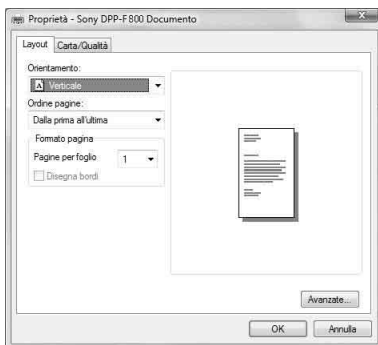 Proprietà - Sony DPP-F800 Documento
Layout Carta/Qualità
Orientamento:
A Verticale
Ordine pagine:
Dalla prima all'ultima
Formato pagina
Pagine per foglio 1
Disegna bordi
Avanzate...
OK Annulla